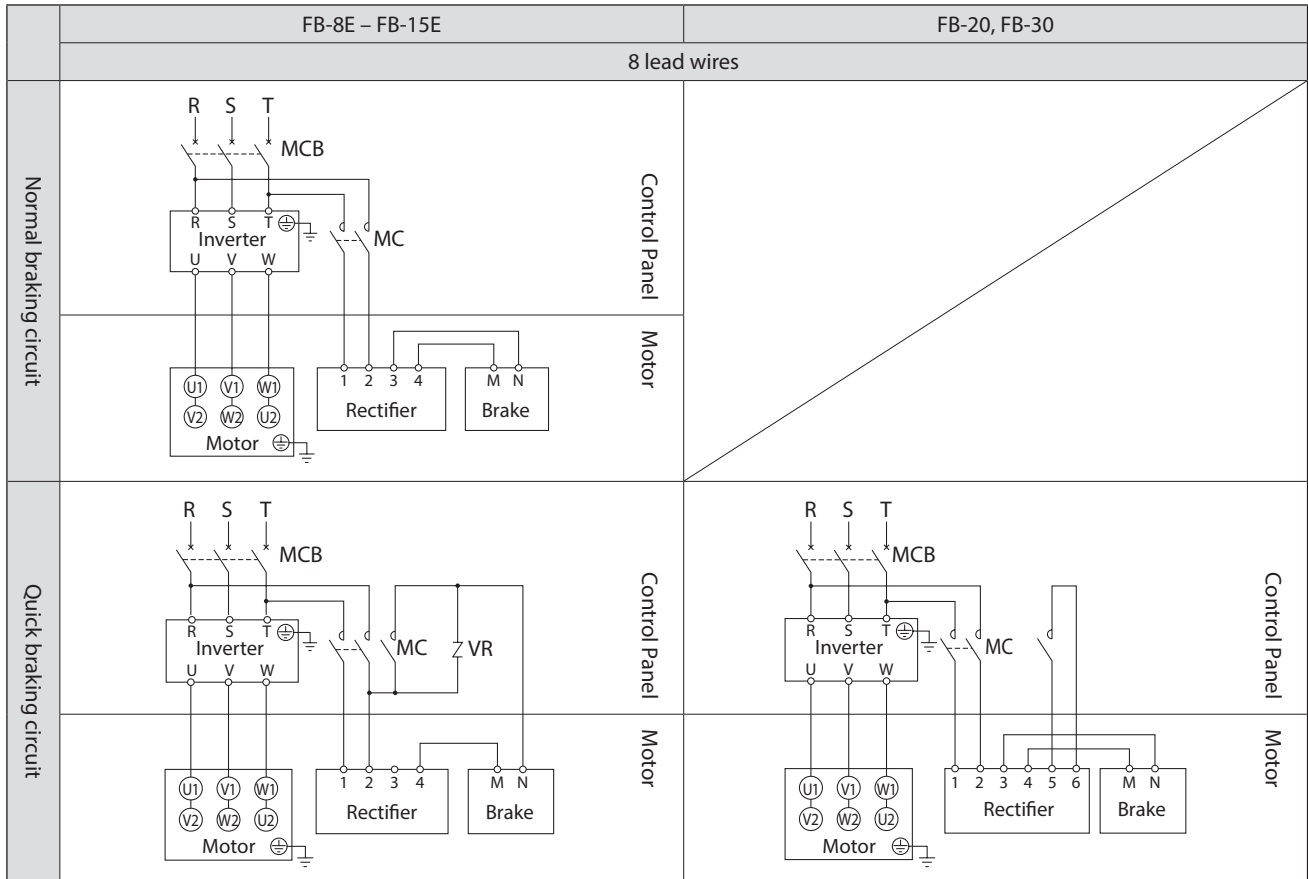 FB-8E – FB-15E
FB-20, FB-30
8 lead wires
Normal braking circuit
R S T
MCB
R S T
Inverter
U V W
MC
Control Panel
Motor
U1 V1 W1
V2 W2 U2
Motor
1 2 3 4
Rectifier
M N
Brake
Quick braking circuit
R S T
MCB
R S T
Inverter
U V W
MC
VR
Control Panel
Motor
U1 V1 W1
V2 W2 U2
Motor
1 2 3 4
Rectifier
M N
Brake
R S T
MCB
R S T
Inverter
U V W
MC
Control Panel
Motor
U1 V1 W1
V2 W2 U2
Motor
1 2 3 4 5 6
Rectifier
M N
Brake